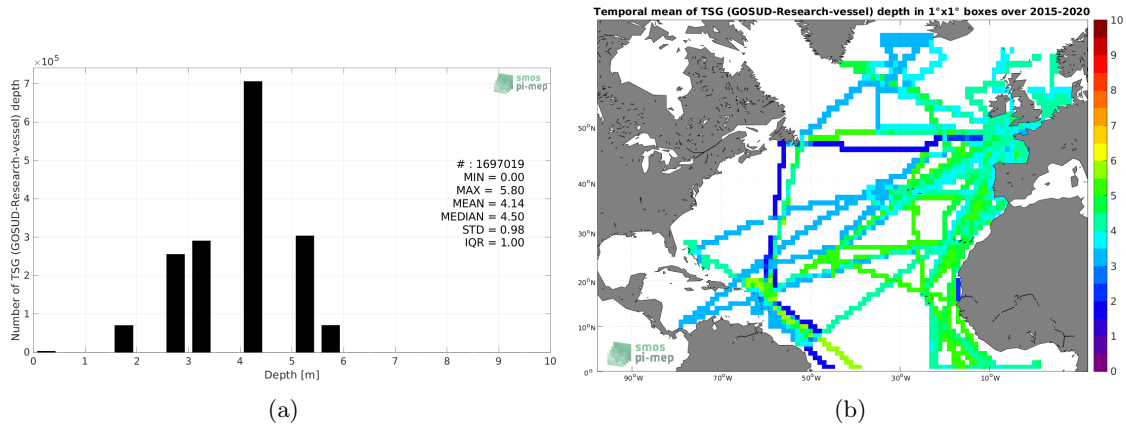 ×10⁵
7
6
5
4
3
2
1
0
Number of TSG (GOSUD-Research-vessel) depth
smos
pi-mep
# : 1697019
MIN = 0.00
MAX = 5.80
MEAN = 4.14
MEDIAN = 4.50
STD = 0.98
IQR = 1.00
0 1 2 3 4 5 6 7 8 9 10
Depth [m]
(a)
Temporal mean of TSG (GOSUD-Research-vessel) depth in 1°x1° boxes over 2015-2020
50°N
40°N
30°N
20°N
10°N
0°
90°W 70°W 50°W 30°W 10°W
smos
pi-mep
10
9
8
7
6
5
4
3
2
1
0
(b)